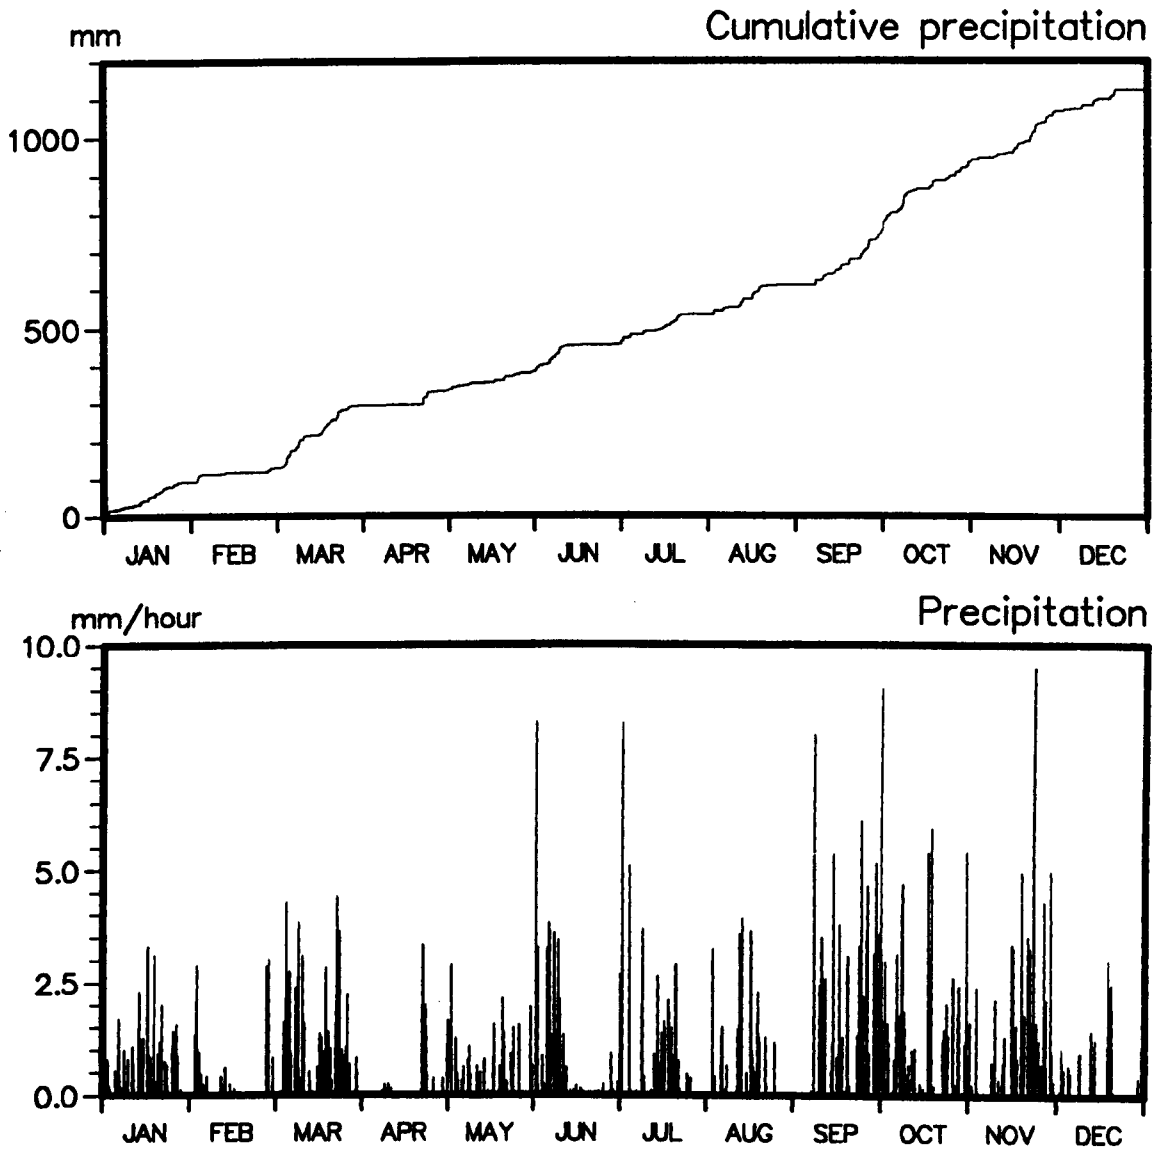 Cumulative precipitation
mm
1000
500
0
JAN FEB MAR APR MAY JUN JUL AUG SEP OCT NOV DEC
Precipitation
mm/hour
10.0
7.5
5.0
2.5
0.0
JAN FEB MAR APR MAY JUN JUL AUG SEP OCT NOV DEC